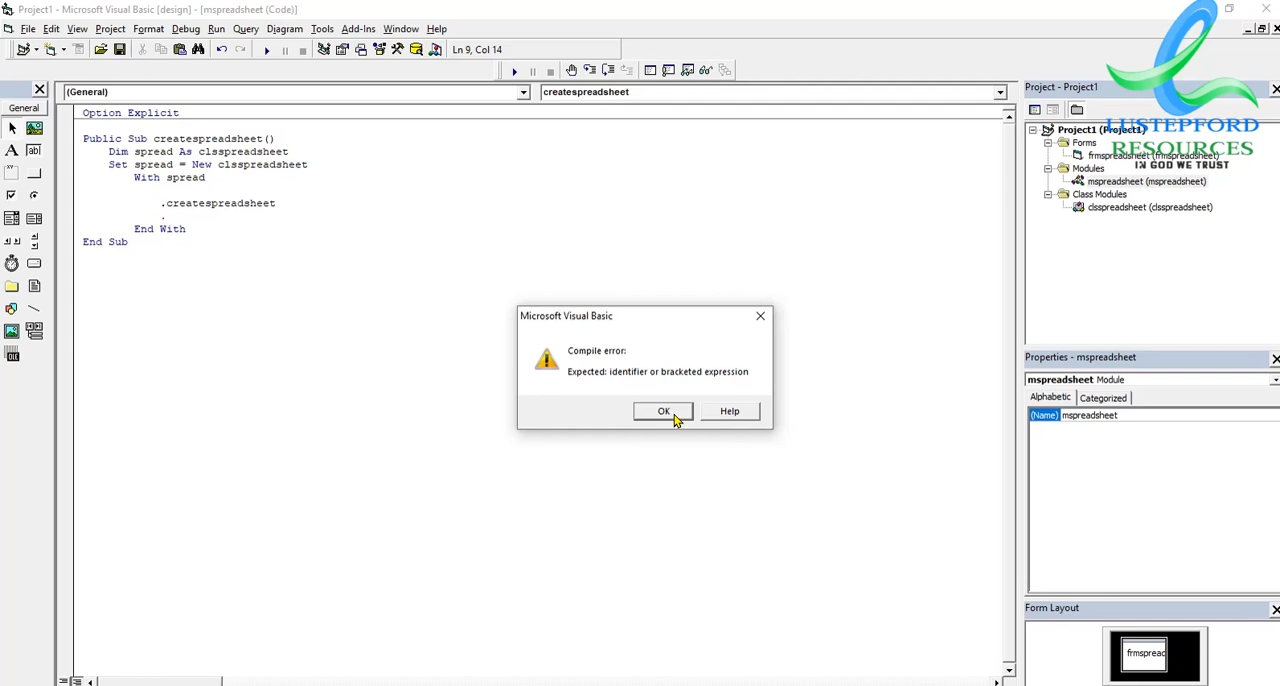 Project1 - Microsoft Visual Basic [design] - [mspreadsheet (Code)]
File Edit View Project Format Debug Run Query Diagram Tools Add-Ins Window Help
Ln 9, Col 14
General
(General)
createspreadsheet
Option Explicit
Public Sub createspreadsheet()
Dim spread As clsspreadsheet
Set spread = New clsspreadsheet
With spread
.createspreadsheet
.
End With
End Sub
Microsoft Visual Basic
Compile error:
Expected: identifier or bracketed expression
OK
Help
Project - Project1
Project1 (Project1)
Forms
frmspreadsheet (frmspreadsheet)
Modules
mspreadsheet (mspreadsheet)
Class Modules
clsspreadsheet (clsspreadsheet)
LUSTEPFORD
RESOURCES
IN GOD WE TRUST
Properties - mspreadsheet
mspreadsheet Module
Alphabetic Categorized
(Name) mspreadsheet
Form Layout
frmspreac